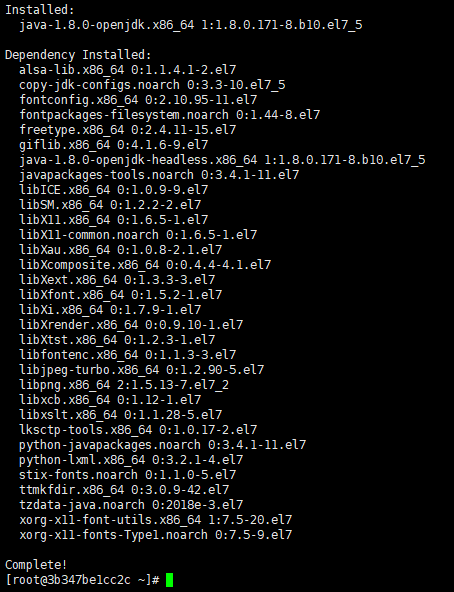 Installed:
java-1.8.0-openjdk.x86_64 1:1.8.0.171-8.b10.el7_5
Dependency Installed:
alsa-lib.x86_64 0:1.1.4.1-2.el7
copy-jdk-configs.noarch 0:3.3-10.el7_5
fontconfig.x86_64 0:2.10.95-11.el7
fontpackages-filesystem.noarch 0:1.44-8.el7
freetype.x86_64 0:2.4.11-15.el7
giflib.x86_64 0:4.1.6-9.el7
java-1.8.0-openjdk-headless.x86_64 1:1.8.0.171-8.b10.el7_5
javapackages-tools.noarch 0:3.4.1-11.el7
libICE.x86_64 0:1.0.9-9.el7
libSM.x86_64 0:1.2.2-2.el7
libX11.x86_64 0:1.6.5-1.el7
libX11-common.noarch 0:1.6.5-1.el7
libXau.x86_64 0:1.0.8-2.1.el7
libXcomposite.x86_64 0:0.4.4-4.1.el7
libXext.x86_64 0:1.3.3-3.el7
libXfont.x86_64 0:1.5.2-1.el7
libXi.x86_64 0:1.7.9-1.el7
libXrender.x86_64 0:0.9.10-1.el7
libXtst.x86_64 0:1.2.3-1.el7
libfontenc.x86_64 0:1.1.3-3.el7
libjpeg-turbo.x86_64 0:1.2.90-5.el7
libpng.x86_64 2:1.5.13-7.el7_2
libxcb.x86_64 0:1.12-1.el7
libxslt.x86_64 0:1.1.28-5.el7
lksctp-tools.x86_64 0:1.0.17-2.el7
python-javapackages.noarch 0:3.4.1-11.el7
python-lxml.x86_64 0:3.2.1-4.el7
stix-fonts.noarch 0:1.1.0-5.el7
ttmkfdir.x86_64 0:3.0.9-42.el7
tzdata-java.noarch 0:2018e-3.el7
xorg-x11-font-utils.x86_64 1:7.5-20.el7
xorg-x11-fonts-Type1.noarch 0:7.5-9.el7
Complete!
[root@3b347be1cc2c ~]#